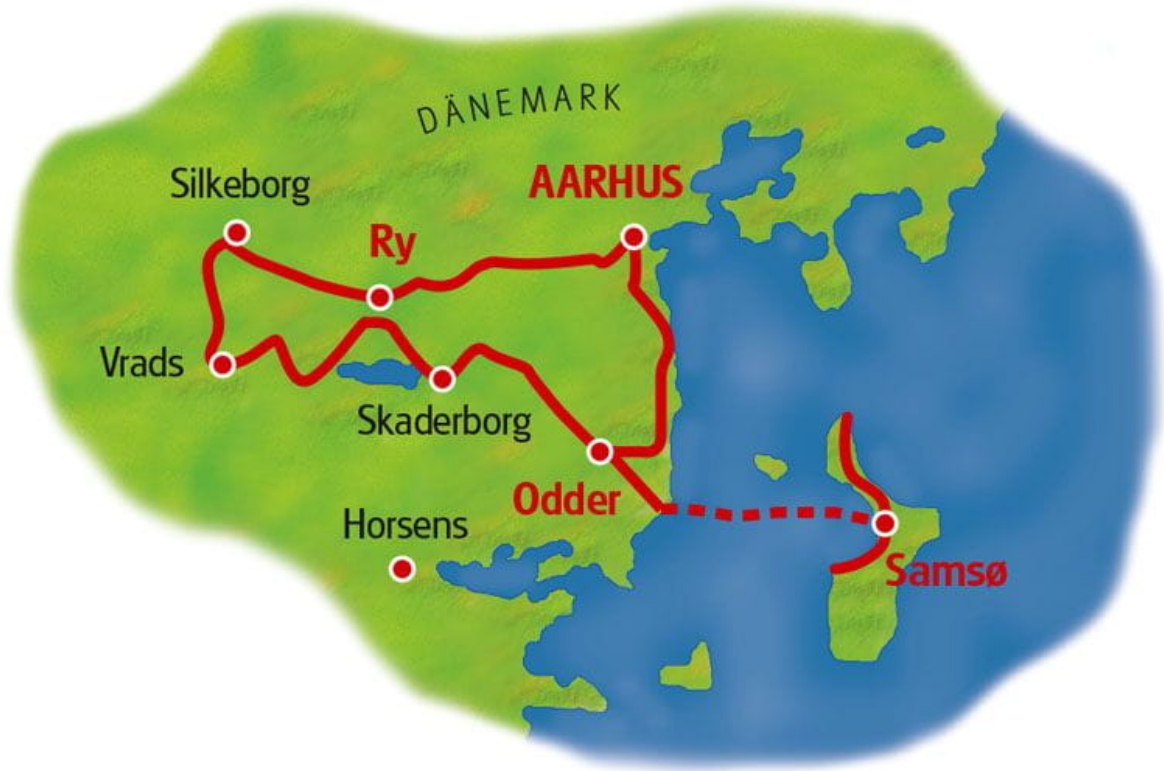 DÄNEMARK
Silkeborg
AARHUS
Ry
Vrads
Skaderborg
Odder
Horsens
Samsø